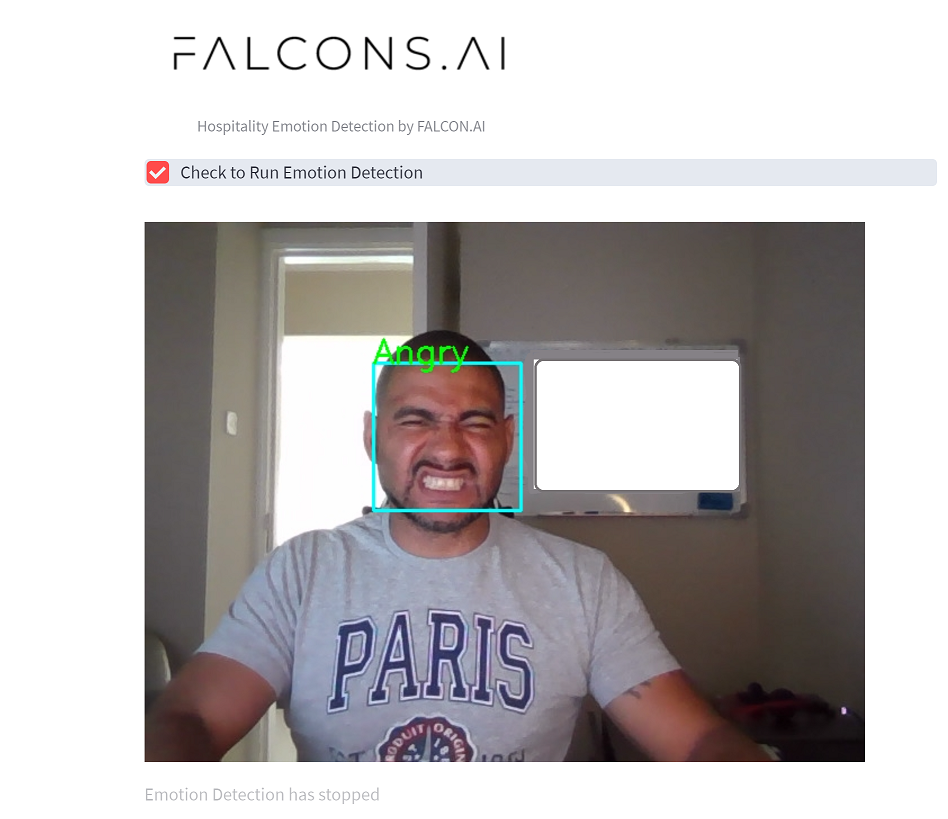 FALCONS.AI
Hospitality Emotion Detection by FALCON.AI
Check to Run Emotion Detection
Angry
PARIS
PRODUIT ORIGIN
Emotion Detection has stopped